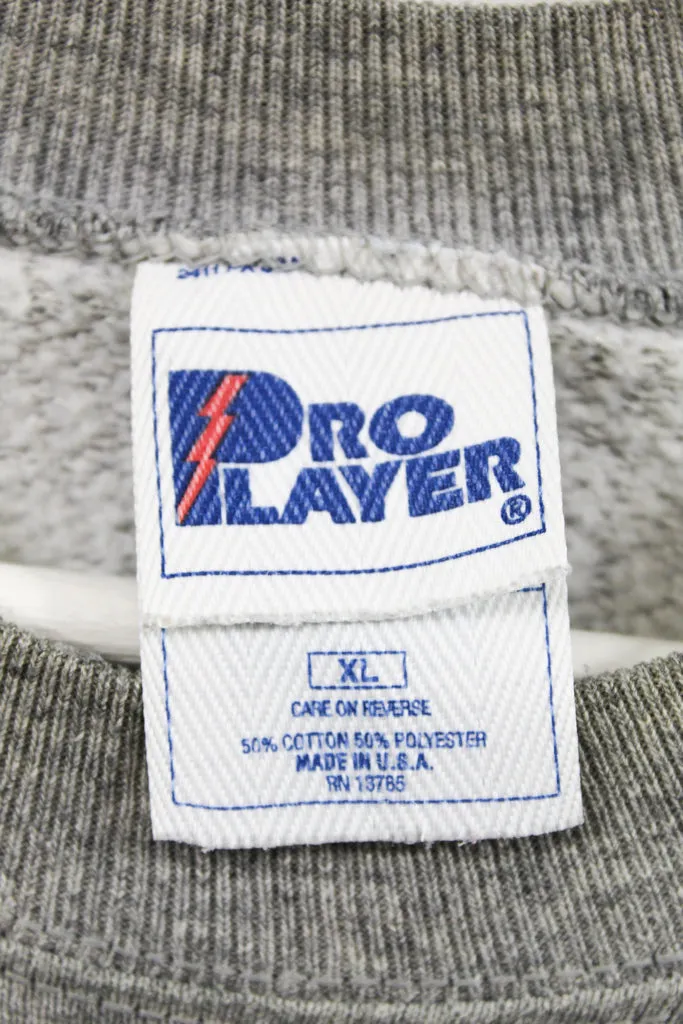 PRO
PLAYER®
XL
CARE ON REVERSE
50% COTTON 50% POLYESTER
MADE IN U.S.A.
RN 13765